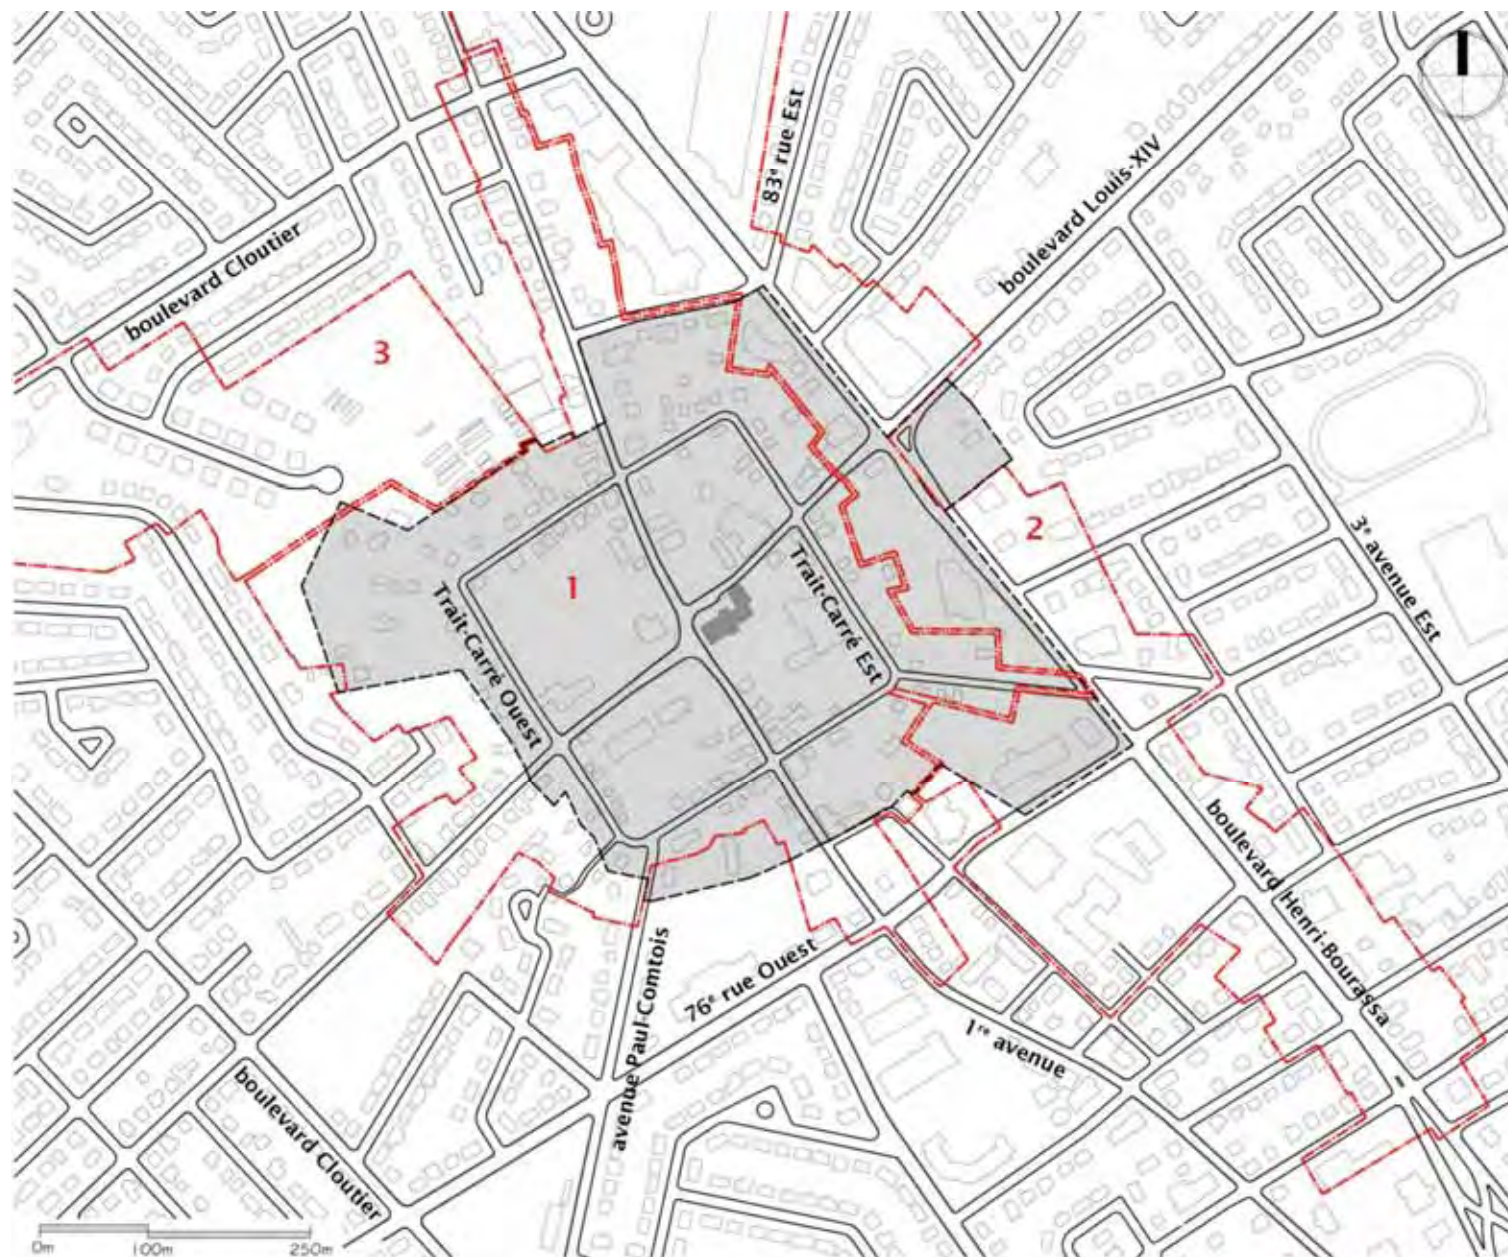 83e rue Est
boulevard Louis-XIV
boulevard Cloutier
3
2
3e avenue Est
1
Trait-Carré Ouest
Trait-Carré Est
boulevard Henri-Bourassa
76e rue Ouest
avenue Paul-Comtois
1re avenue
boulevard Cloutier
0m 100m 250m